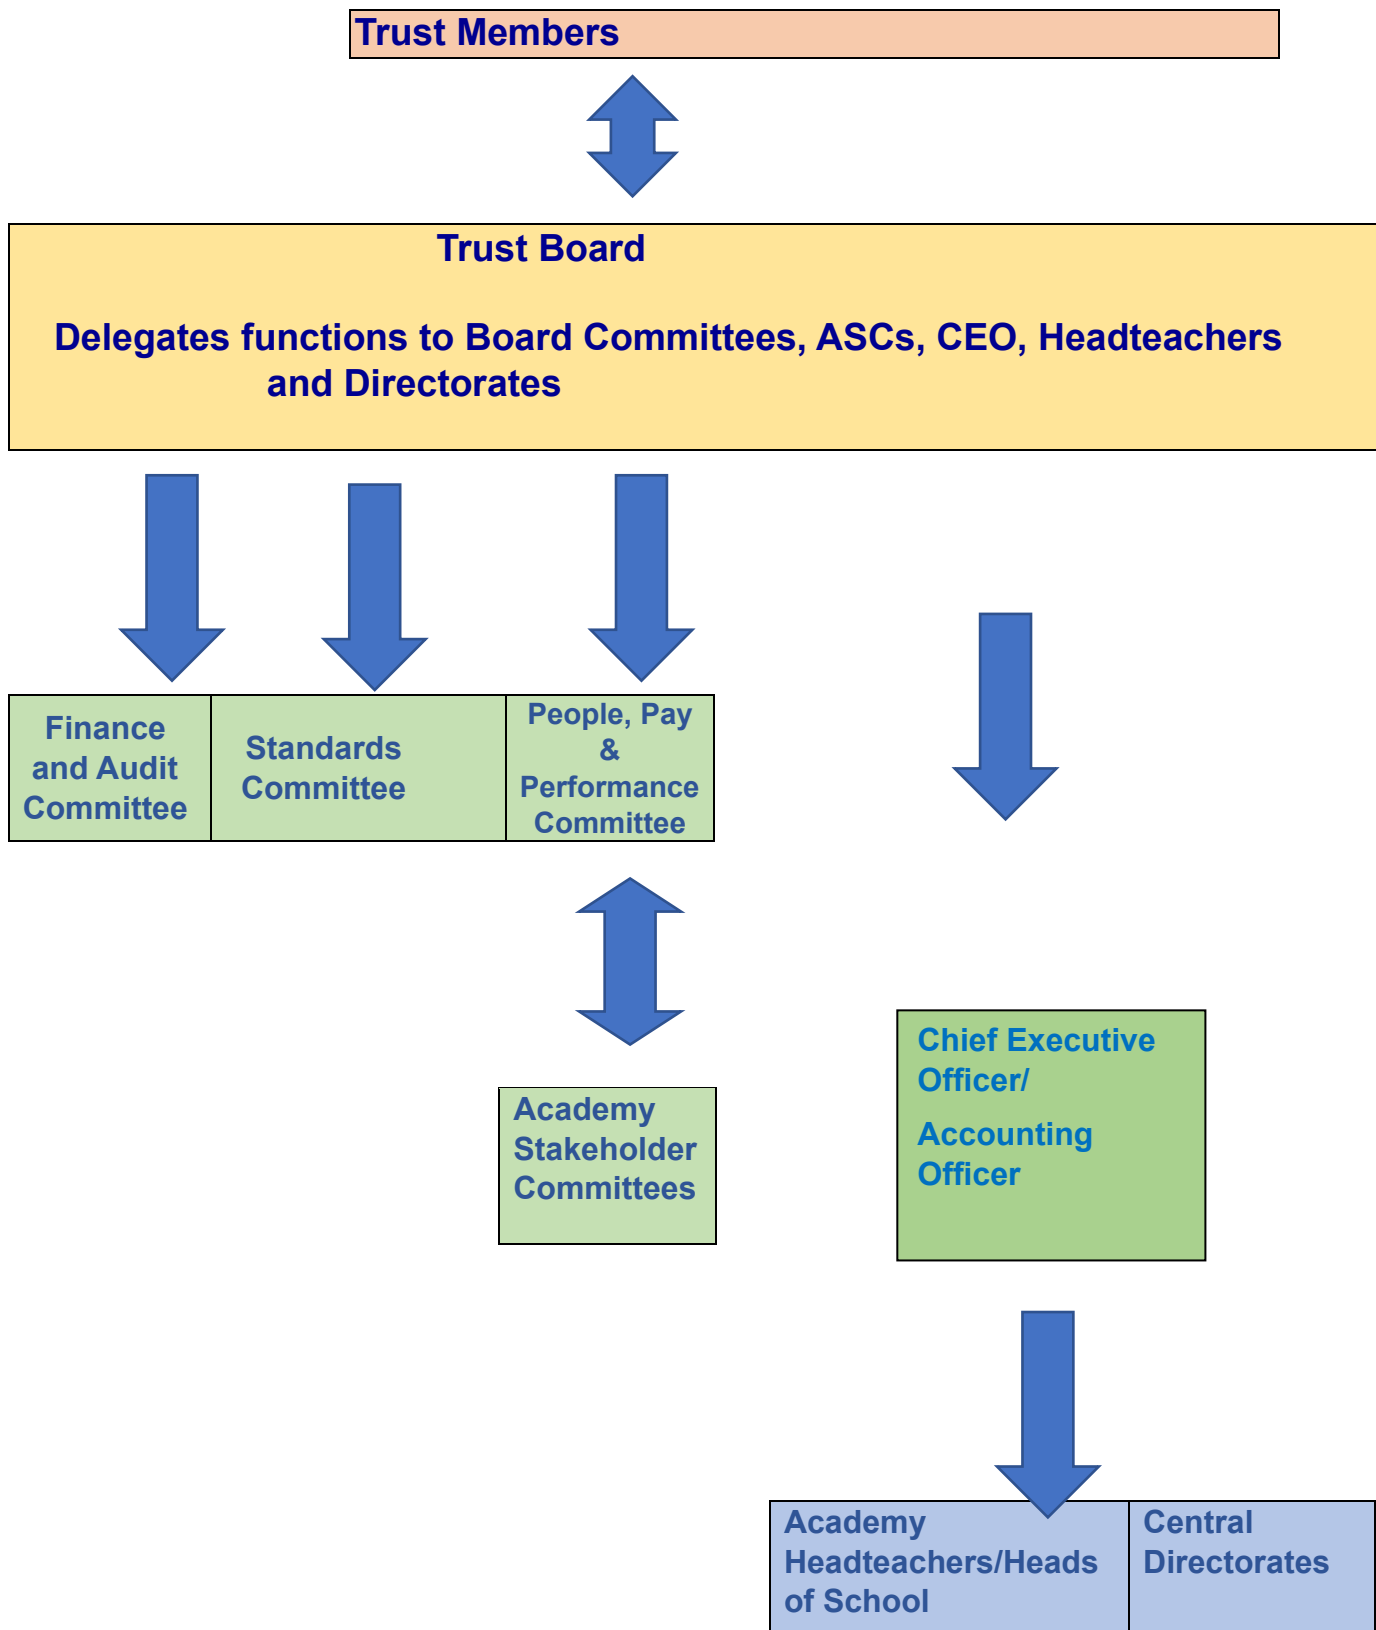 Trust Members
Trust Board
Delegates functions to Board Committees, ASCs, CEO, Headteachers
and Directorates
Finance
and Audit
Committee
Standards
Committee
People, Pay
&
Performance
Committee
Academy
Stakeholder
Committees
Chief Executive
Officer/
Accounting
Officer
Academy
Headteachers/Heads
of School
Central
Directorates